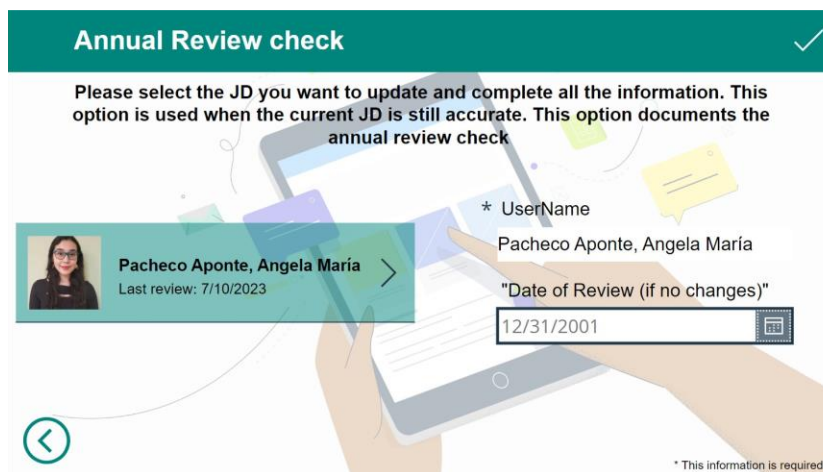 Annual Review check
Please select the JD you want to update and complete all the information. This
option is used when the current JD is still accurate. This option documents the
annual review check
Pacheco Aponte, Angela María
Last review: 7/10/2023
* UserName
Pacheco Aponte, Angela María
"Date of Review (if no changes)"
12/31/2001
* This information is required